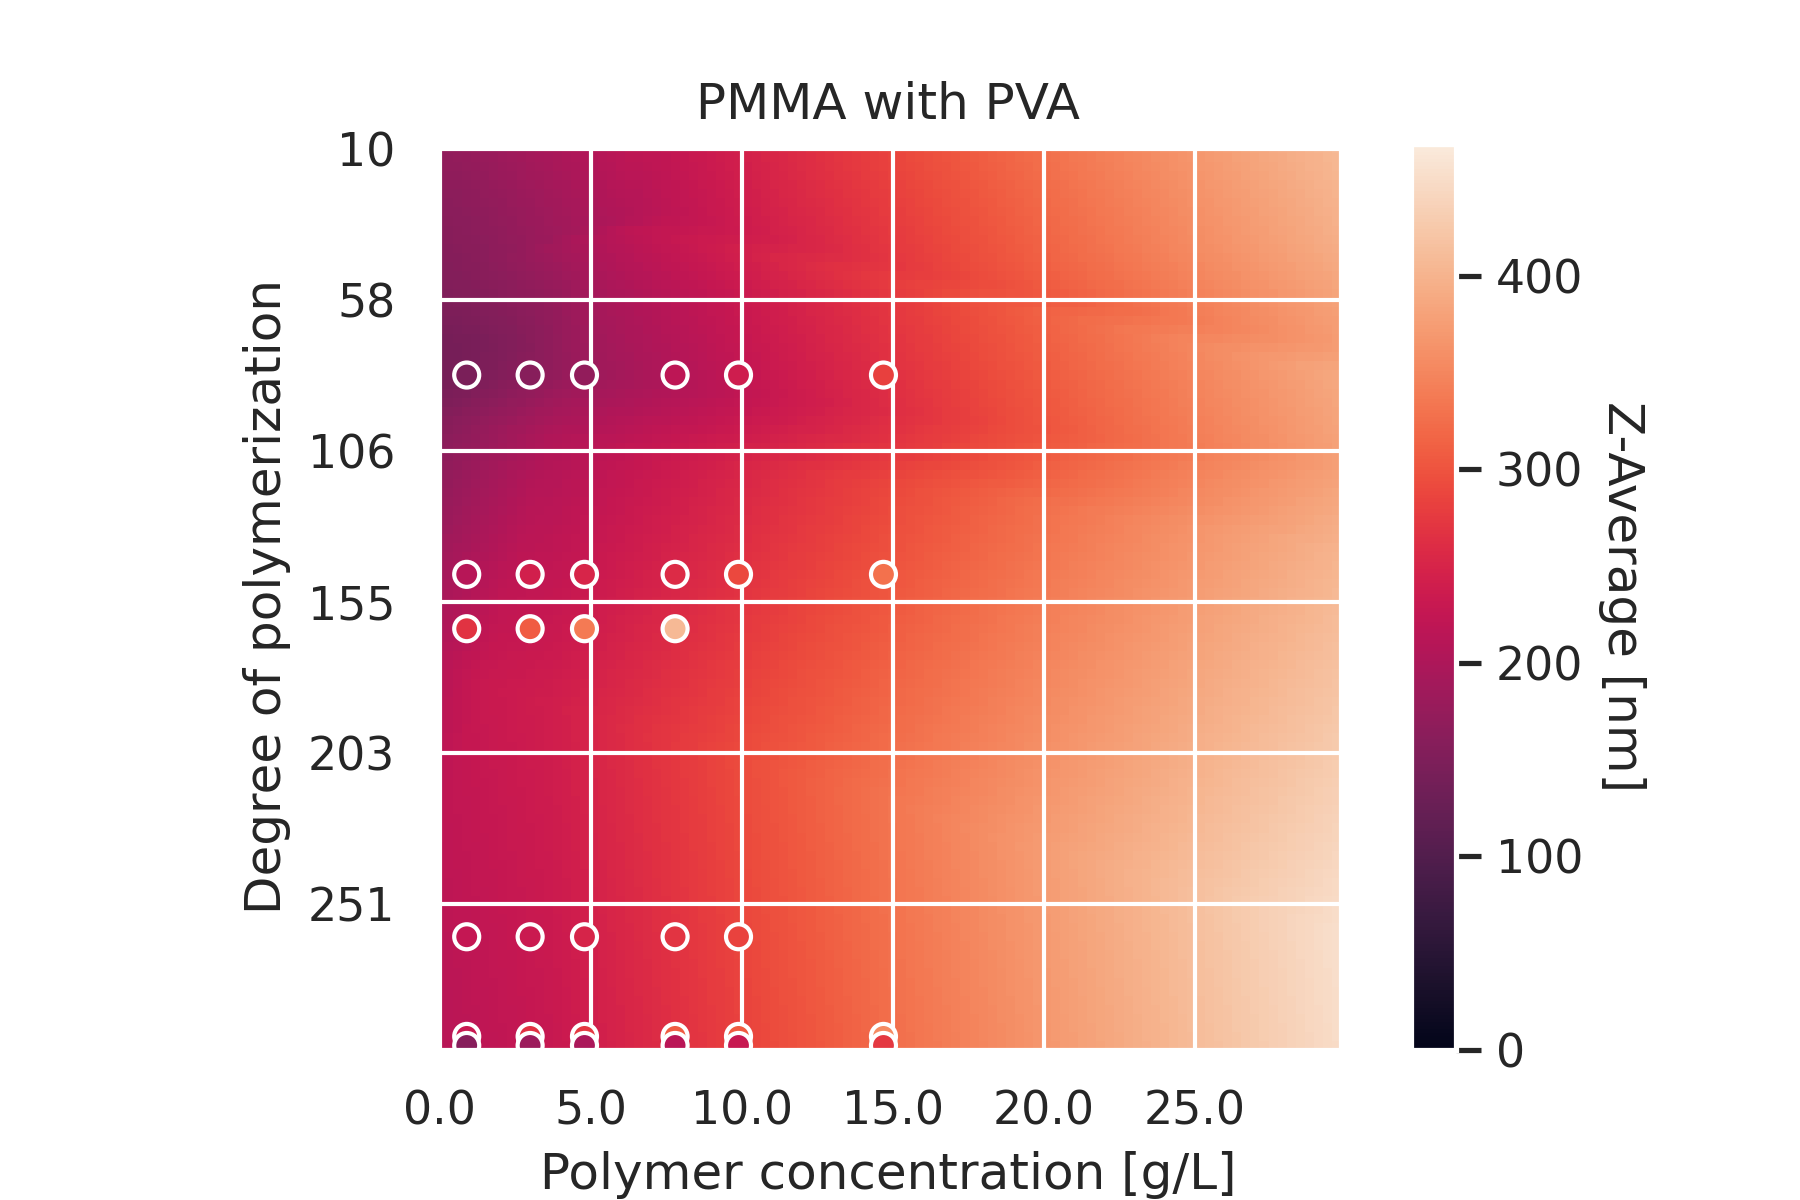 PMMA with PVA
10
58
106
155
203
251
Degree of polymerization
0.0 5.0 10.0 15.0 20.0 25.0
Polymer concentration [g/L]
400
300
200
100
0
Z-Average [nm]